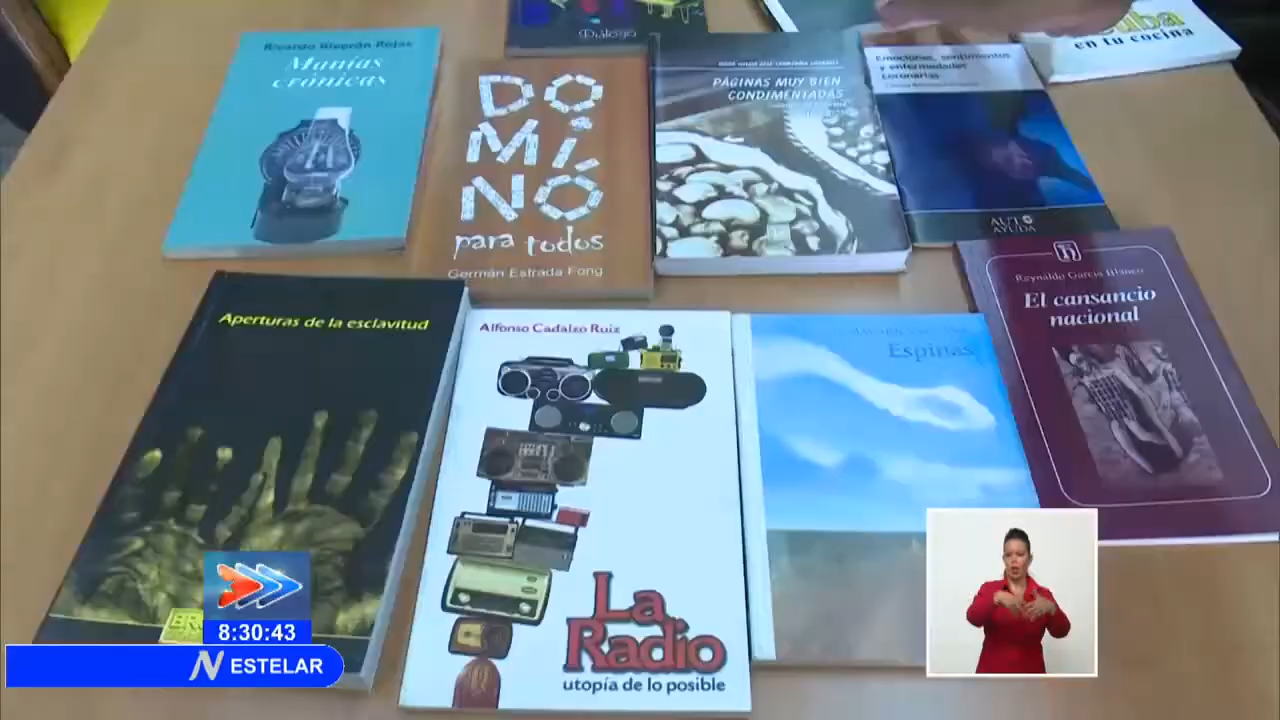 Diálogo
en tu cocina
Ricardo Riverón Rojas
Manías
crónicas
DO
MI
NÓ
para todos
Germán Estrada Fong
PÁGINAS MUY BIEN
CONDIMENTADAS
Emociones, sentimientos
y enfermedades
coronarias
AUTO
AYUDA
Aperturas de la esclavitud
Alfonso Cadalzo Ruiz
La
Radio
utopía de lo posible
Espinas
Reynaldo García Blanco
El cansancio
nacional
8:30:43
N ESTELAR